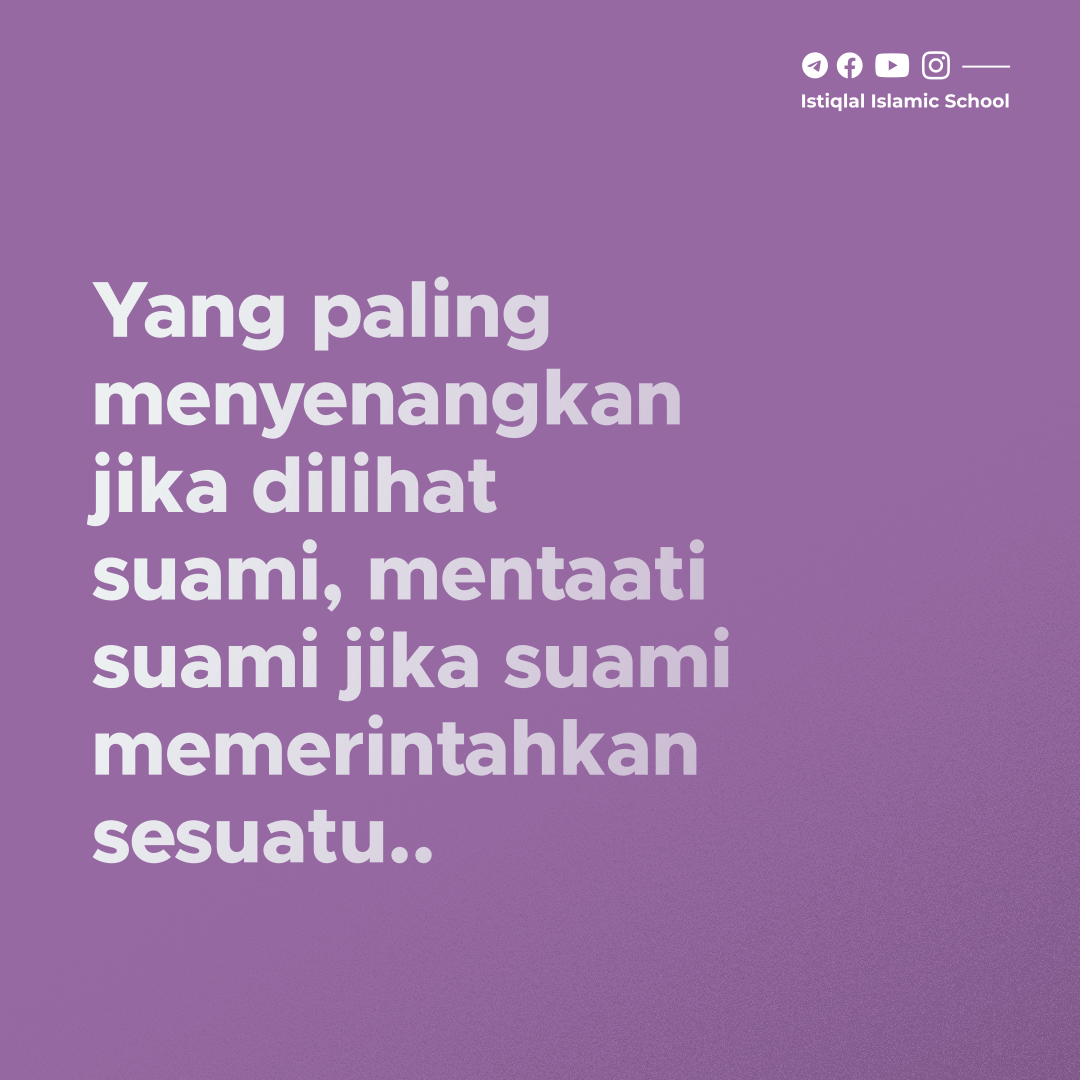 Istiqlal Islamic School
Yang paling
menyenangkan
jika dilihat
suami, mentaati
suami jika suami
memerintahkan
sesuatu..